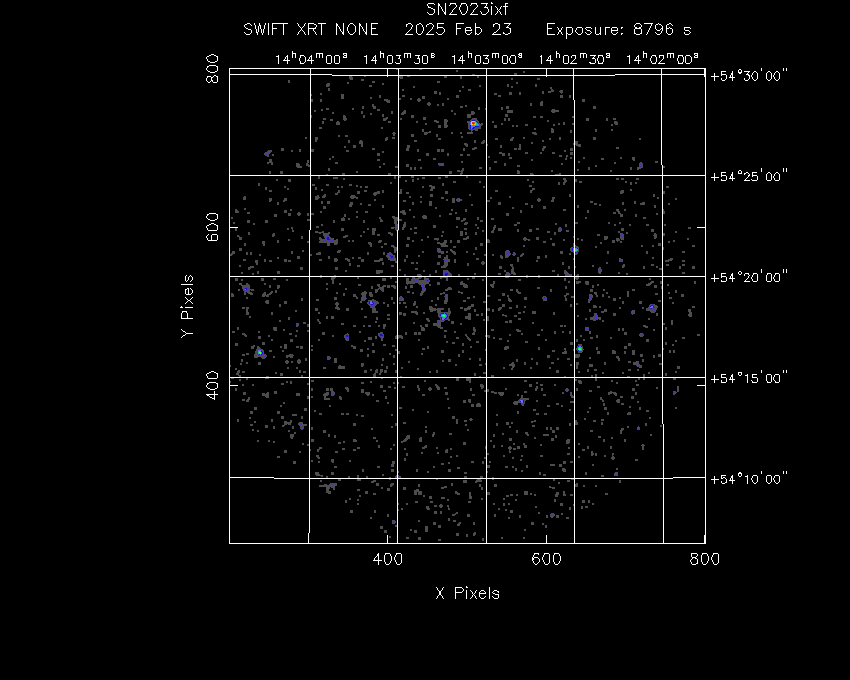 SN2023ixf
SWIFT XRT NONE 2025 Feb 23 Exposure: 8796 s
14ʰ04ᵐ00ˢ 14ʰ03ᵐ30ˢ 14ʰ03ᵐ00ˢ 14ʰ02ᵐ30ˢ 14ʰ02ᵐ00ˢ
800
+54°30'00"
+54°25'00"
600
+54°20'00"
Y Pixels
+54°15'00"
400
+54°10'00"
400 600 800
X Pixels